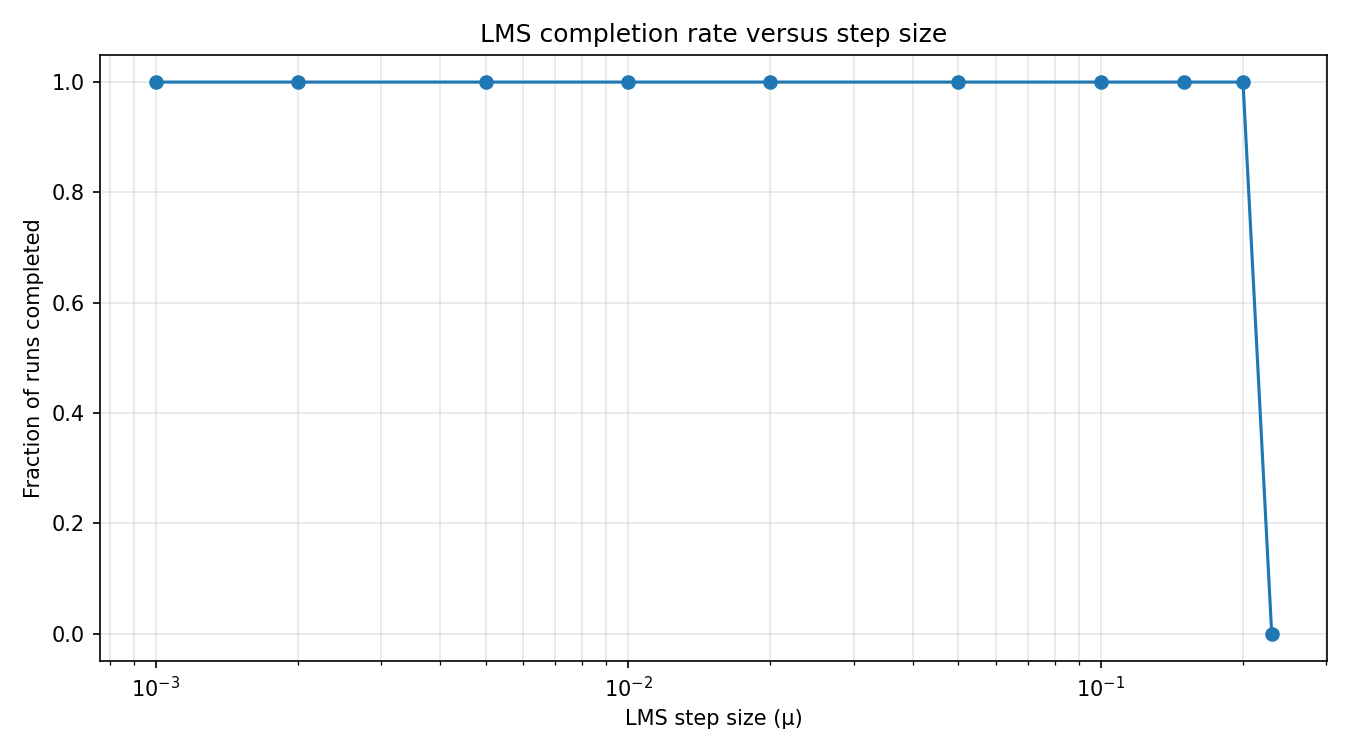 LMS completion rate versus step size
Fraction of runs completed
1.0
0.8
0.6
0.4
0.2
0.0
10⁻³ 10⁻² 10⁻¹
LMS step size (μ)